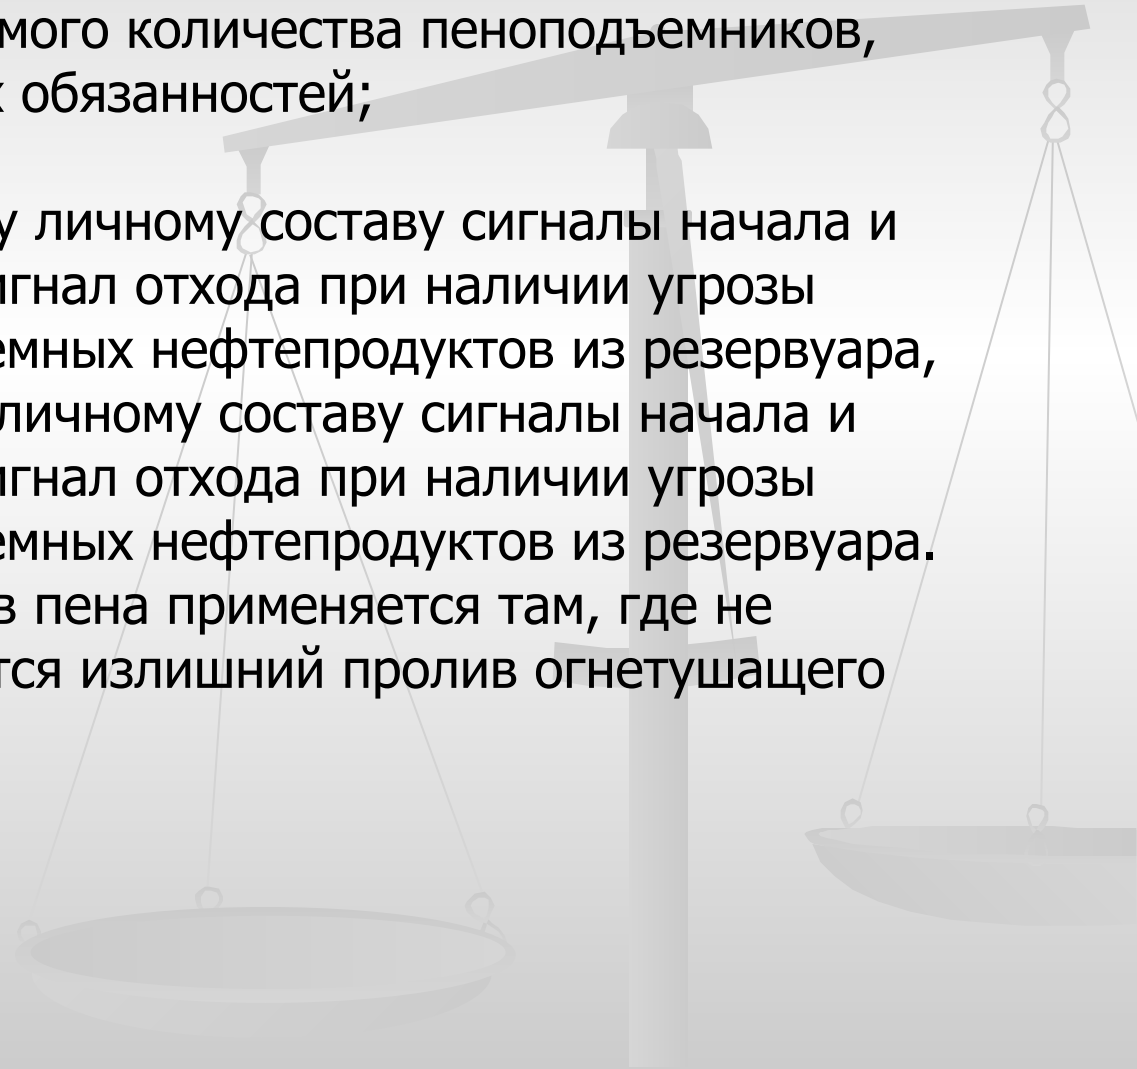 мого количества пеноподъемников,
х обязанностей;
у личному составу сигналы начала и
игнал отхода при наличии угрозы
емных нефтепродуктов из резервуара,
личному составу сигналы начала и
игнал отхода при наличии угрозы
емных нефтепродуктов из резервуара.
в пена применяется там, где не
тся излишний пролив огнетушащего